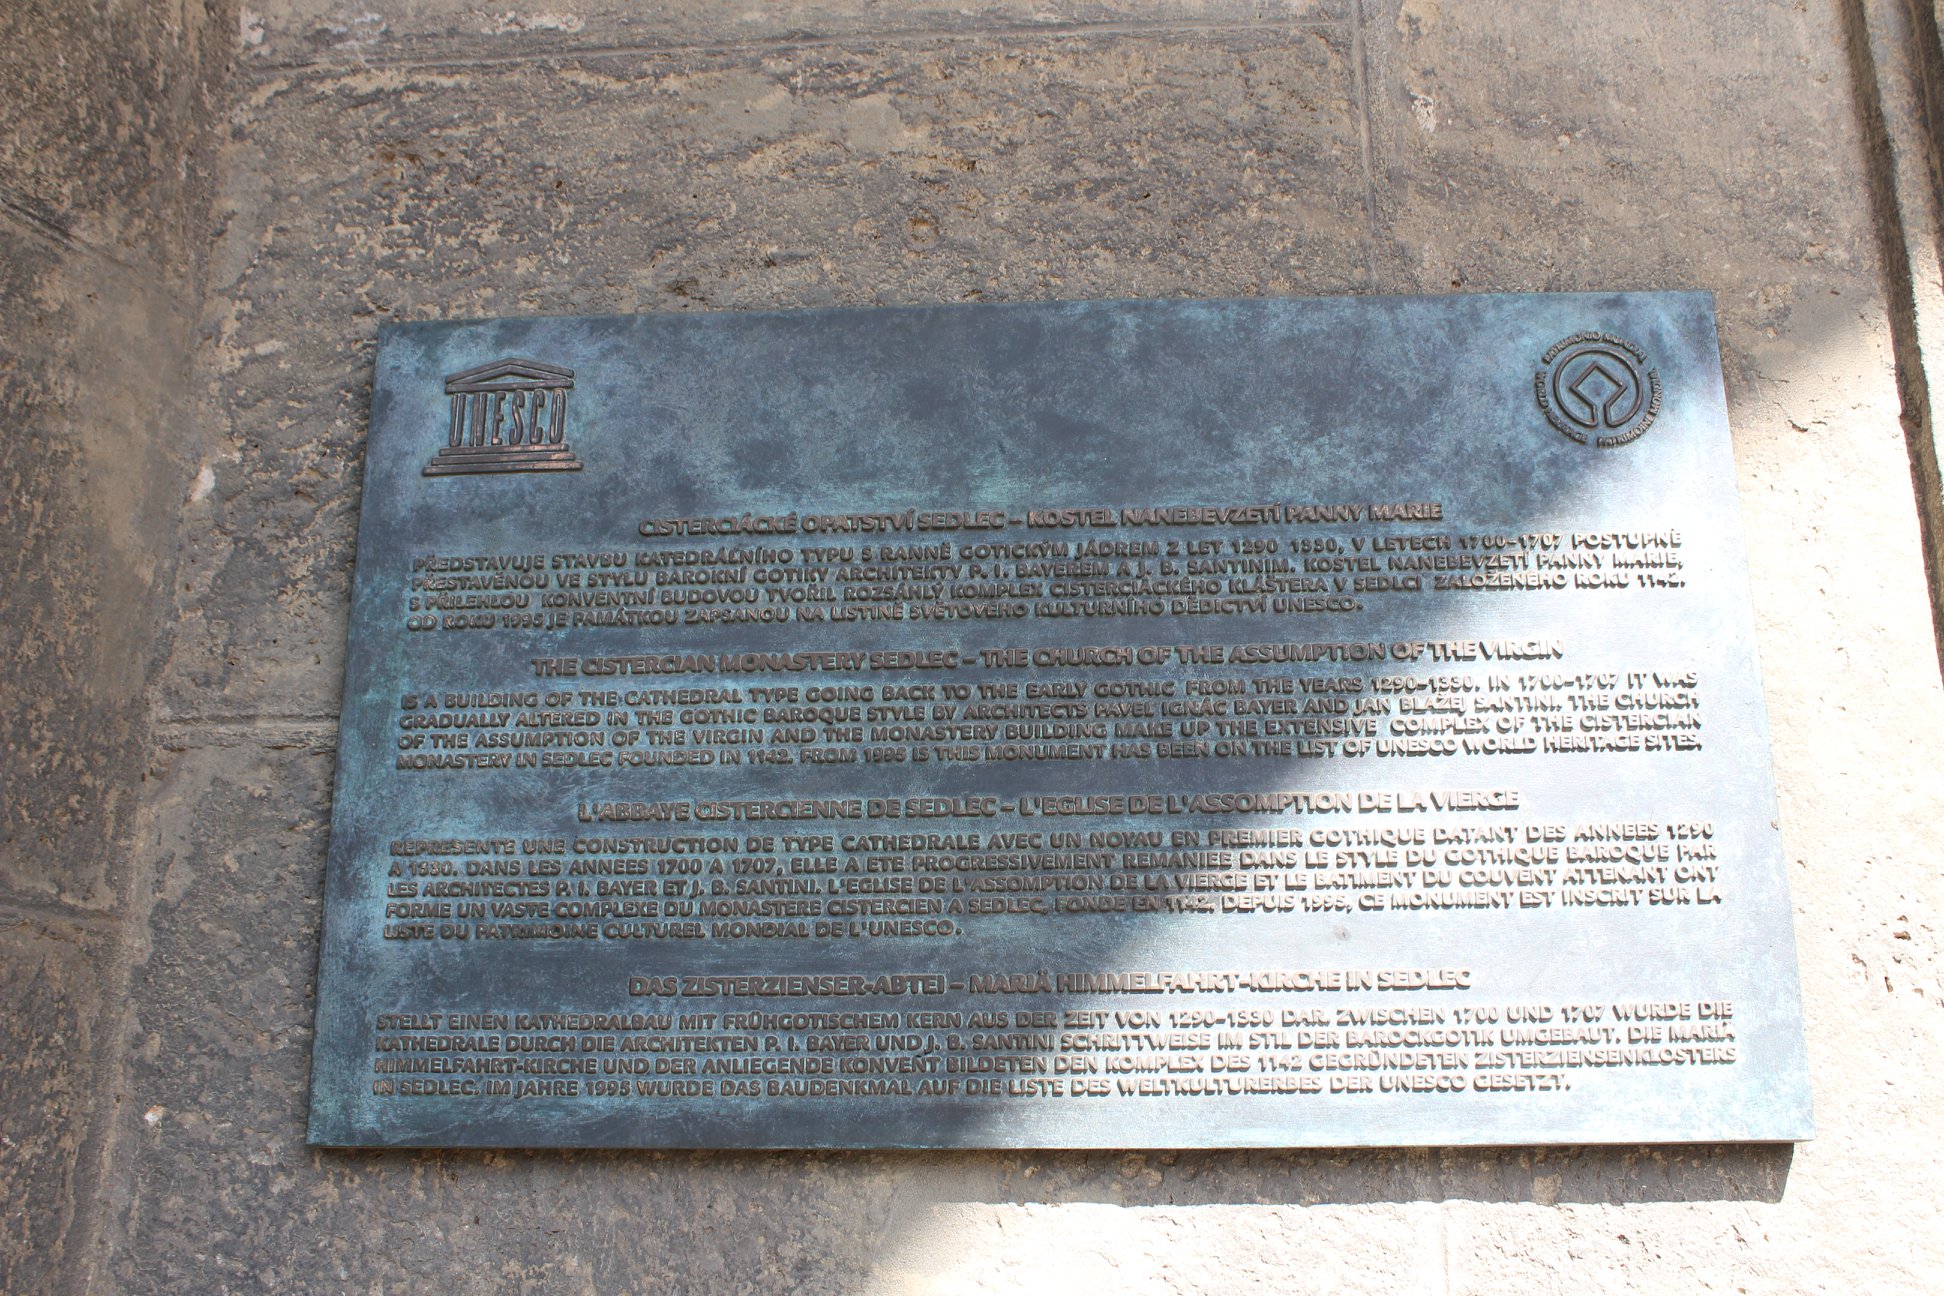 UNESCO
PATRIMONIO MUNDIAL
WORLD HERITAGE
PATRIMOINE MONDIAL
CISTERCIÁCKÉ OPATSTVÍ SEDLEC – KOSTEL NANEBEVZETÍ PANNY MARIE
PŘEDSTAVUJE STAVBU KATEDRÁLNÍHO TYPU S RANNĚ GOTICKÝM JÁDREM Z LET 1290 1330, V LETECH 1700–1707 POSTUPNĚ
PŘESTAVĚNOU VE STYLU BAROKNÍ GOTIKY ARCHITEKTY P. I. BAYEREM A J. B. SANTINIM. KOSTEL NANEBEVZETÍ PANNY MARIE,
S PŘILEHLOU KONVENTNÍ BUDOVOU TVOŘIL ROZSÁHLÝ KOMPLEX CISTERCIÁCKÉHO KLÁŠTERA V SEDLCI ZALOŽENÉHO ROKU 1142.
OD ROKU 1995 JE PAMÁTKOU ZAPSANOU NA LISTINĚ SVĚTOVÉHO KULTURNÍHO DĚDICTVÍ UNESCO.
THE CISTERCIAN MONASTERY SEDLEC – THE CHURCH OF THE ASSUMPTION OF THE VIRGIN
IS A BUILDING OF THE CATHEDRAL TYPE GOING BACK TO THE EARLY GOTHIC FROM THE YEARS 1290–1330. IN 1700–1707 IT WAS
GRADUALLY ALTERED IN THE GOTHIC BAROQUE STYLE BY ARCHITECTS PAVEL IGNÁC BAYER AND JAN BLAŽEJ SANTINI. THE CHURCH
OF THE ASSUMPTION OF THE VIRGIN AND THE MONASTERY BUILDING MAKE UP THE EXTENSIVE COMPLEX OF THE CISTERCIAN
MONASTERY IN SEDLEC FOUNDED IN 1142. FROM 1995 IS THIS MONUMENT HAS BEEN ON THE LIST OF UNESCO WORLD HERITAGE SITES.
L'ABBAYE CISTERCIENNE DE SEDLEC – L'EGLISE DE L'ASSOMPTION DE LA VIERGE
REPRESENTE UNE CONSTRUCTION DE TYPE CATHEDRALE AVEC UN NOYAU EN PREMIER GOTHIQUE DATANT DES ANNEES 1290
A 1330. DANS LES ANNEES 1700 A 1707, ELLE A ETE PROGRESSIVEMENT REMANIEE DANS LE STYLE DU GOTHIQUE BAROQUE PAR
LES ARCHITECTES P. I. BAYER ET J. B. SANTINI. L'EGLISE DE L'ASSOMPTION DE LA VIERGE ET LE BATIMENT DU COUVENT ATTENANT ONT
FORME UN VASTE COMPLEXE DU MONASTERE CISTERCIEN A SEDLEC, FONDE EN 1142. DEPUIS 1995, CE MONUMENT EST INSCRIT SUR LA
LISTE DU PATRIMOINE CULTUREL MONDIAL DE L'UNESCO.
DAS ZISTERZIENSER-ABTEI – MARIÄ HIMMELFAHRT-KIRCHE IN SEDLEC
STELLT EINEN KATHEDRALBAU MIT FRÜHGOTISCHEM KERN AUS DER ZEIT VON 1290–1330 DAR. ZWISCHEN 1700 UND 1707 WURDE DIE
KATHEDRALE DURCH DIE ARCHITEKTEN P. I. BAYER UND J. B. SANTINI SCHRITTWEISE IM STIL DER BAROCKGOTIK UMGEBAUT. DIE MARIÄ
HIMMELFAHRT-KIRCHE UND DER ANLIEGENDE KONVENT BILDETEN DEN KOMPLEX DES 1142 GEGRÜNDETEN ZISTERZIENSENKLOSTERS
IN SEDLEC. IM JAHRE 1995 WURDE DAS BAUDENKMAL AUF DIE LISTE DES WELTKULTURERBES DER UNESCO GESETZT.